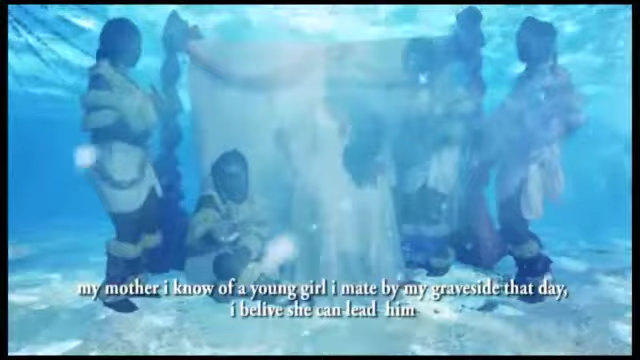 my mother i know of a young girl i mate by my graveside that day,
i belive she can lead him